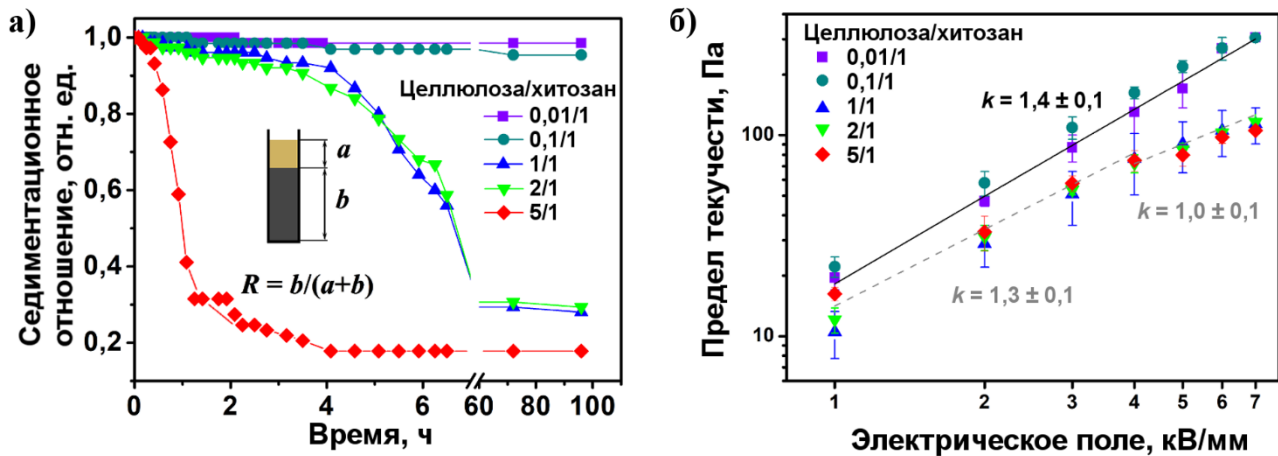 а)
Седиментационное
отношение, отн. ед.
1,0
0,8
0,6
0,4
0,2
0
2
4
6
60
80
100
Время, ч
Целлюлоза/хитозан
0,01/1
0,1/1
1/1
2/1
5/1
a
b
R = b/(a+b)
б)
Предел текучести, Па
100
10
1
2
3
4
5
6
7
Электрическое поле, кВ/мм
Целлюлоза/хитозан
0,01/1
0,1/1
1/1
2/1
5/1
k = 1,4 ± 0,1
k = 1,0 ± 0,1
k = 1,3 ± 0,1